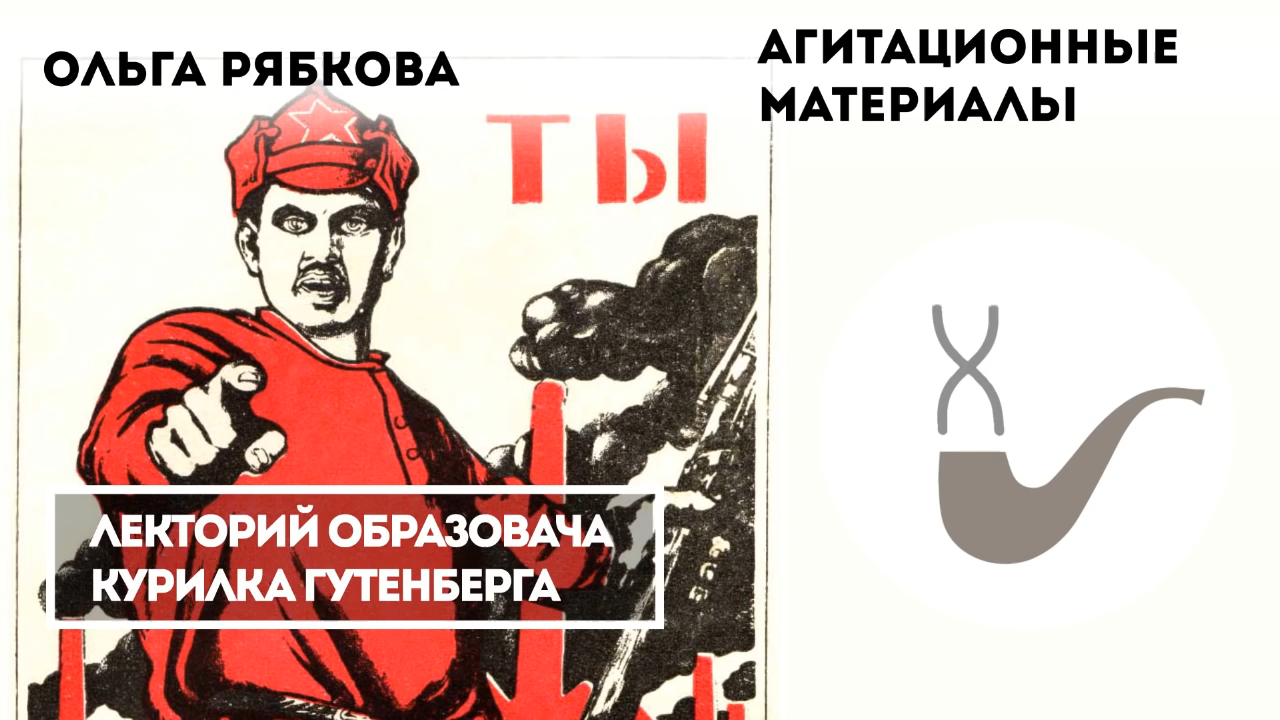 ОЛЬГА РЯБКОВА
АГИТАЦИОННЫЕ
МАТЕРИАЛЫ
ТЫ
ЛЕКТОРИЙ ОБРАЗОВАЧА
КУРИЛКА ГУТЕНБЕРГА